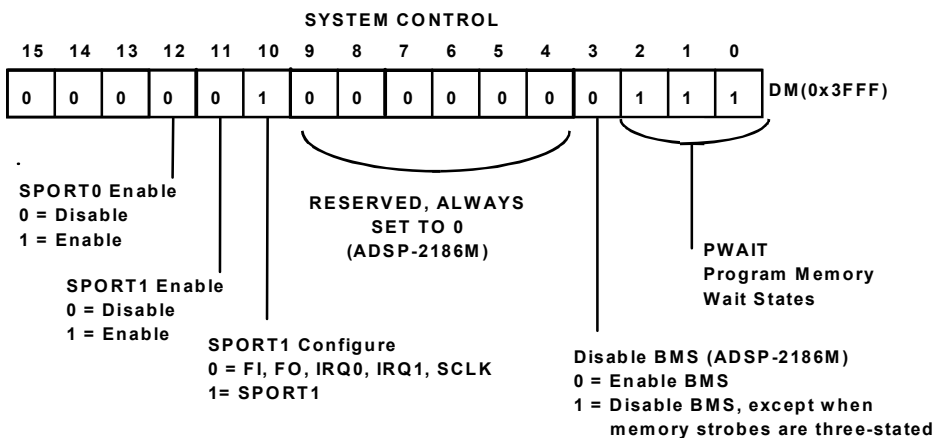 SYSTEM CONTROL
15 14 13 12 11 10 9 8 7 6 5 4 3 2 1 0
0 0 0 0 0 1 0 0 0 0 0 0 0 1 1 1 DM(0x3FFF)
SPORT0 Enable
0 = Disable
1 = Enable
SPORT1 Enable
0 = Disable
1 = Enable
SPORT1 Configure
0 = FI, FO, IRQ0, IRQ1, SCLK
1= SPORT1
RESERVED, ALWAYS
SET TO 0
(ADSP-2186M)
Disable BMS (ADSP-2186M)
0 = Enable BMS
1 = Disable BMS, except when
memory strobes are three-stated
PWAIT
Program Memory
Wait States